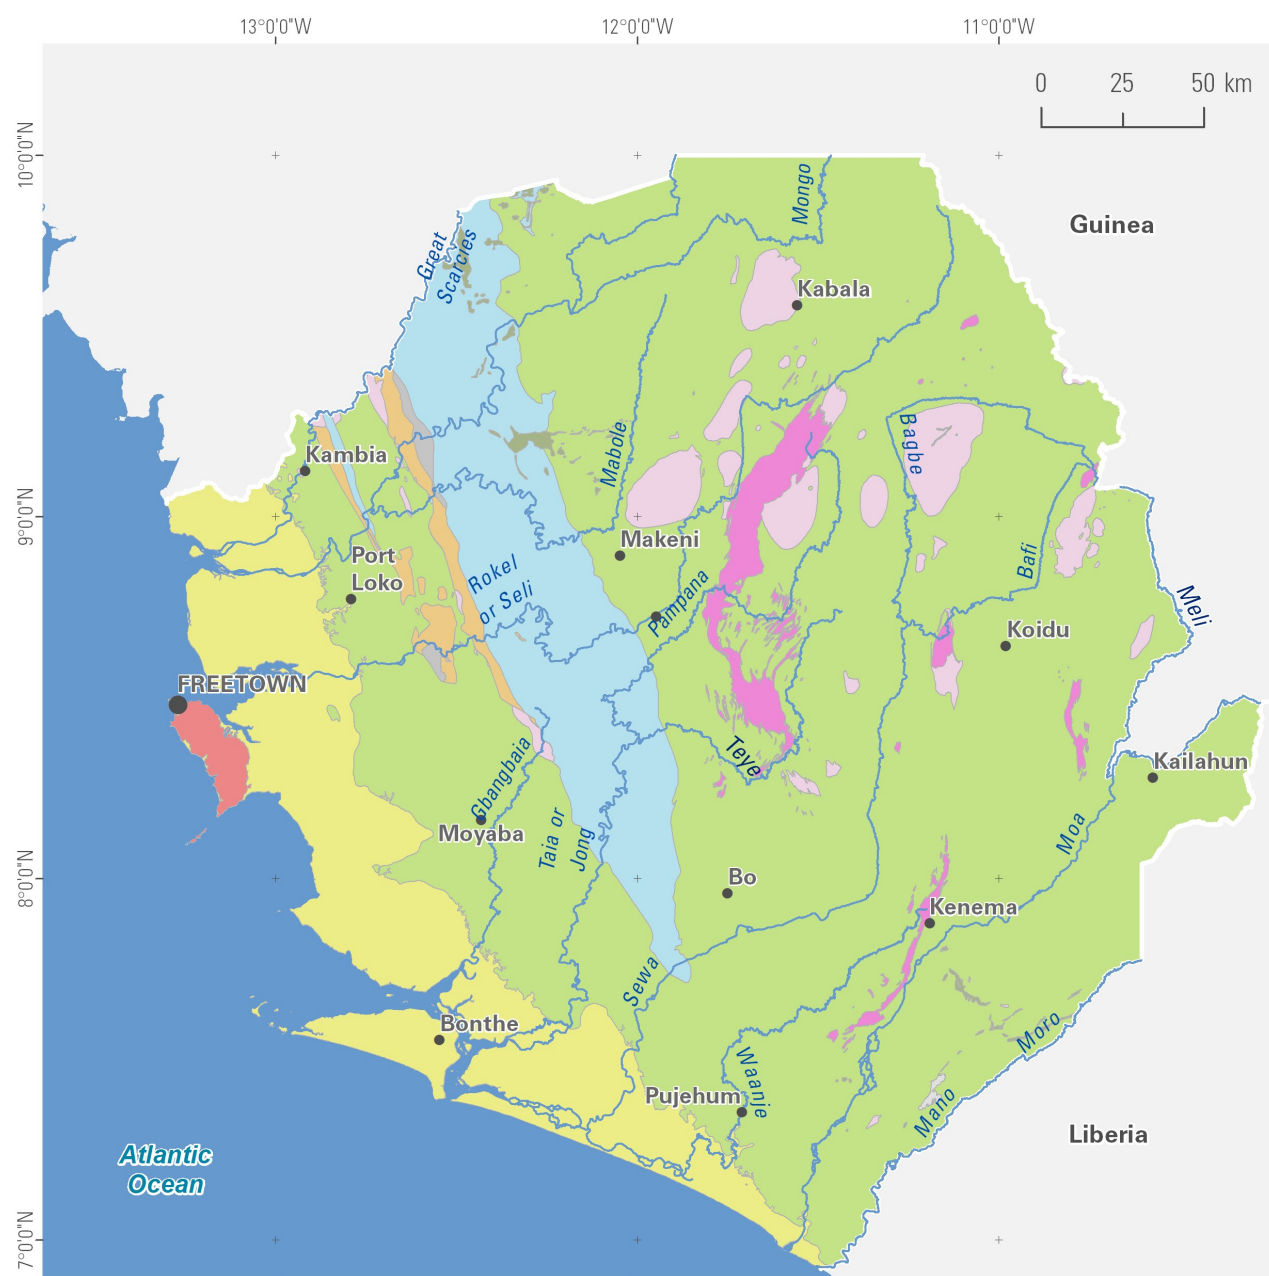 13°0'0"W
12°0'0"W
11°0'0"W
0 25 50 km
10°0'0"N
Mongo
Guinea
Great
Scarcies
Kabala
Mabole
Bagbe
Kambia
9°0'0"N
Makeni
Port
Loko
Rokel
or Seli
Pampana
Bafi
Meli
Koidu
FREETOWN
Teye
Kailahun
Gbangbaia
Moyaba
Taia or
Jong
Moa
8°0'0"N
Bo
Kenema
Sewa
Bonthe
Moro
Waanje
Pujehum
Mano
Liberia
Atlantic
Ocean
7°0'0"N